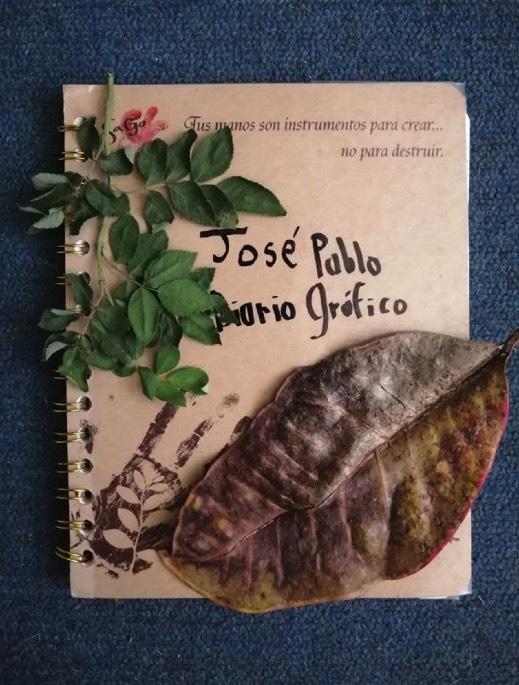 Tus manos son instrumentos para crear...
no para destruir.
José Pablo
Diario Gráfico